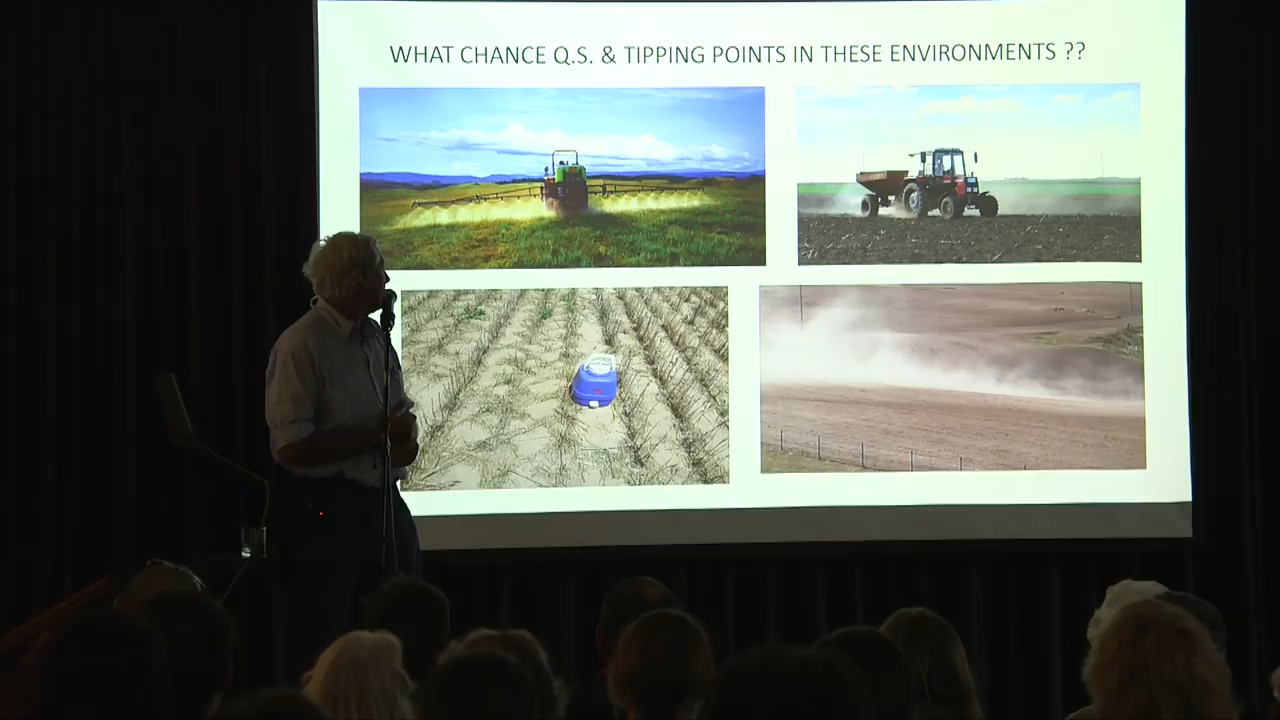 WHAT CHANCE Q.S. & TIPPING POINTS IN THESE ENVIRONMENTS ??